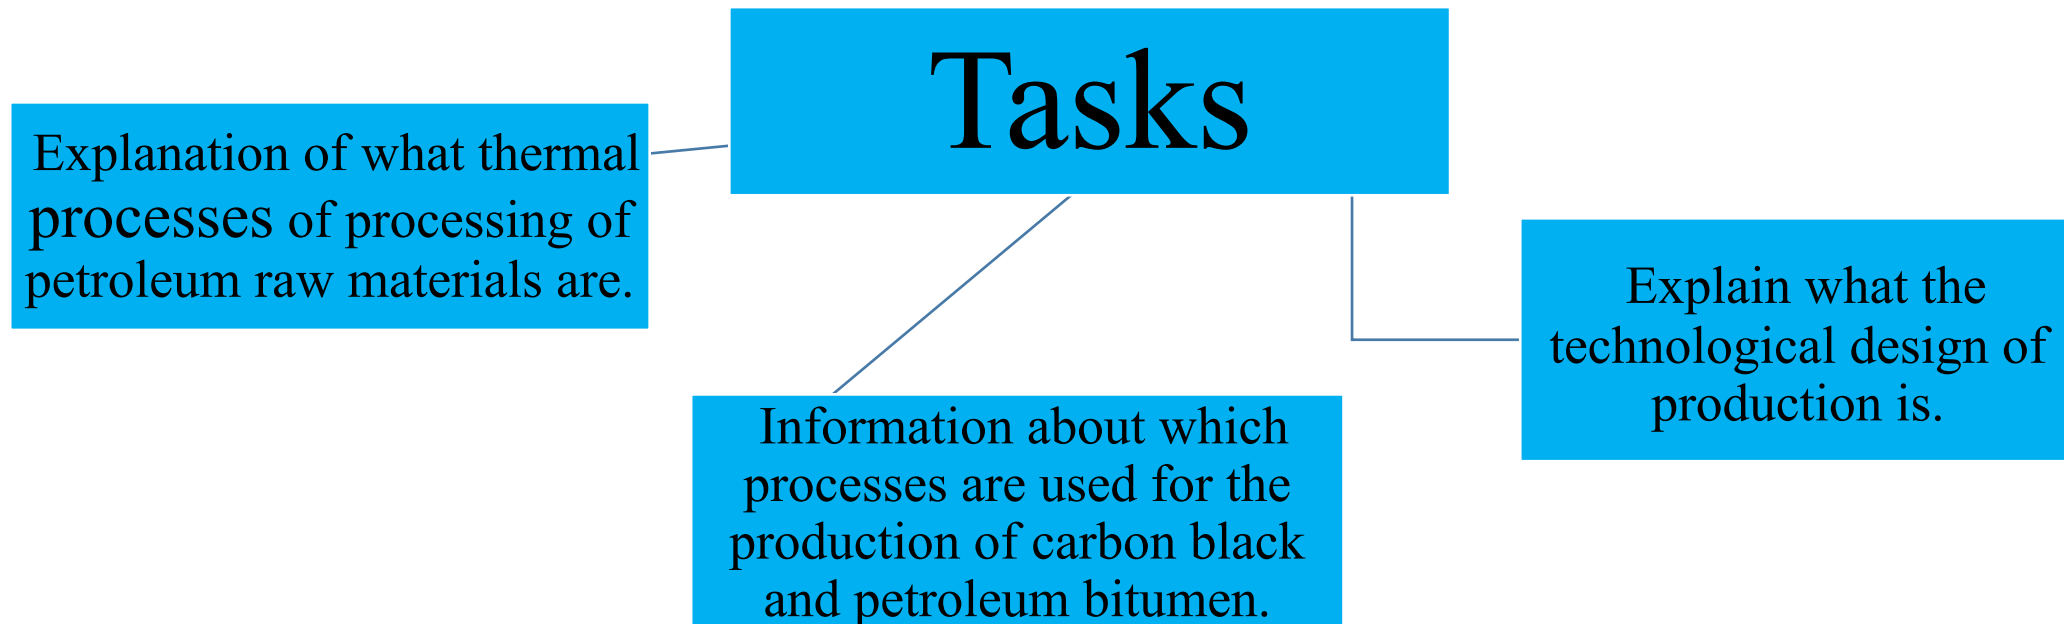 Tasks
Explanation of what thermal
processes of processing of
petroleum raw materials are.
Information about which
processes are used for the
production of carbon black
and petroleum bitumen.
Explain what the
technological design of
production is.